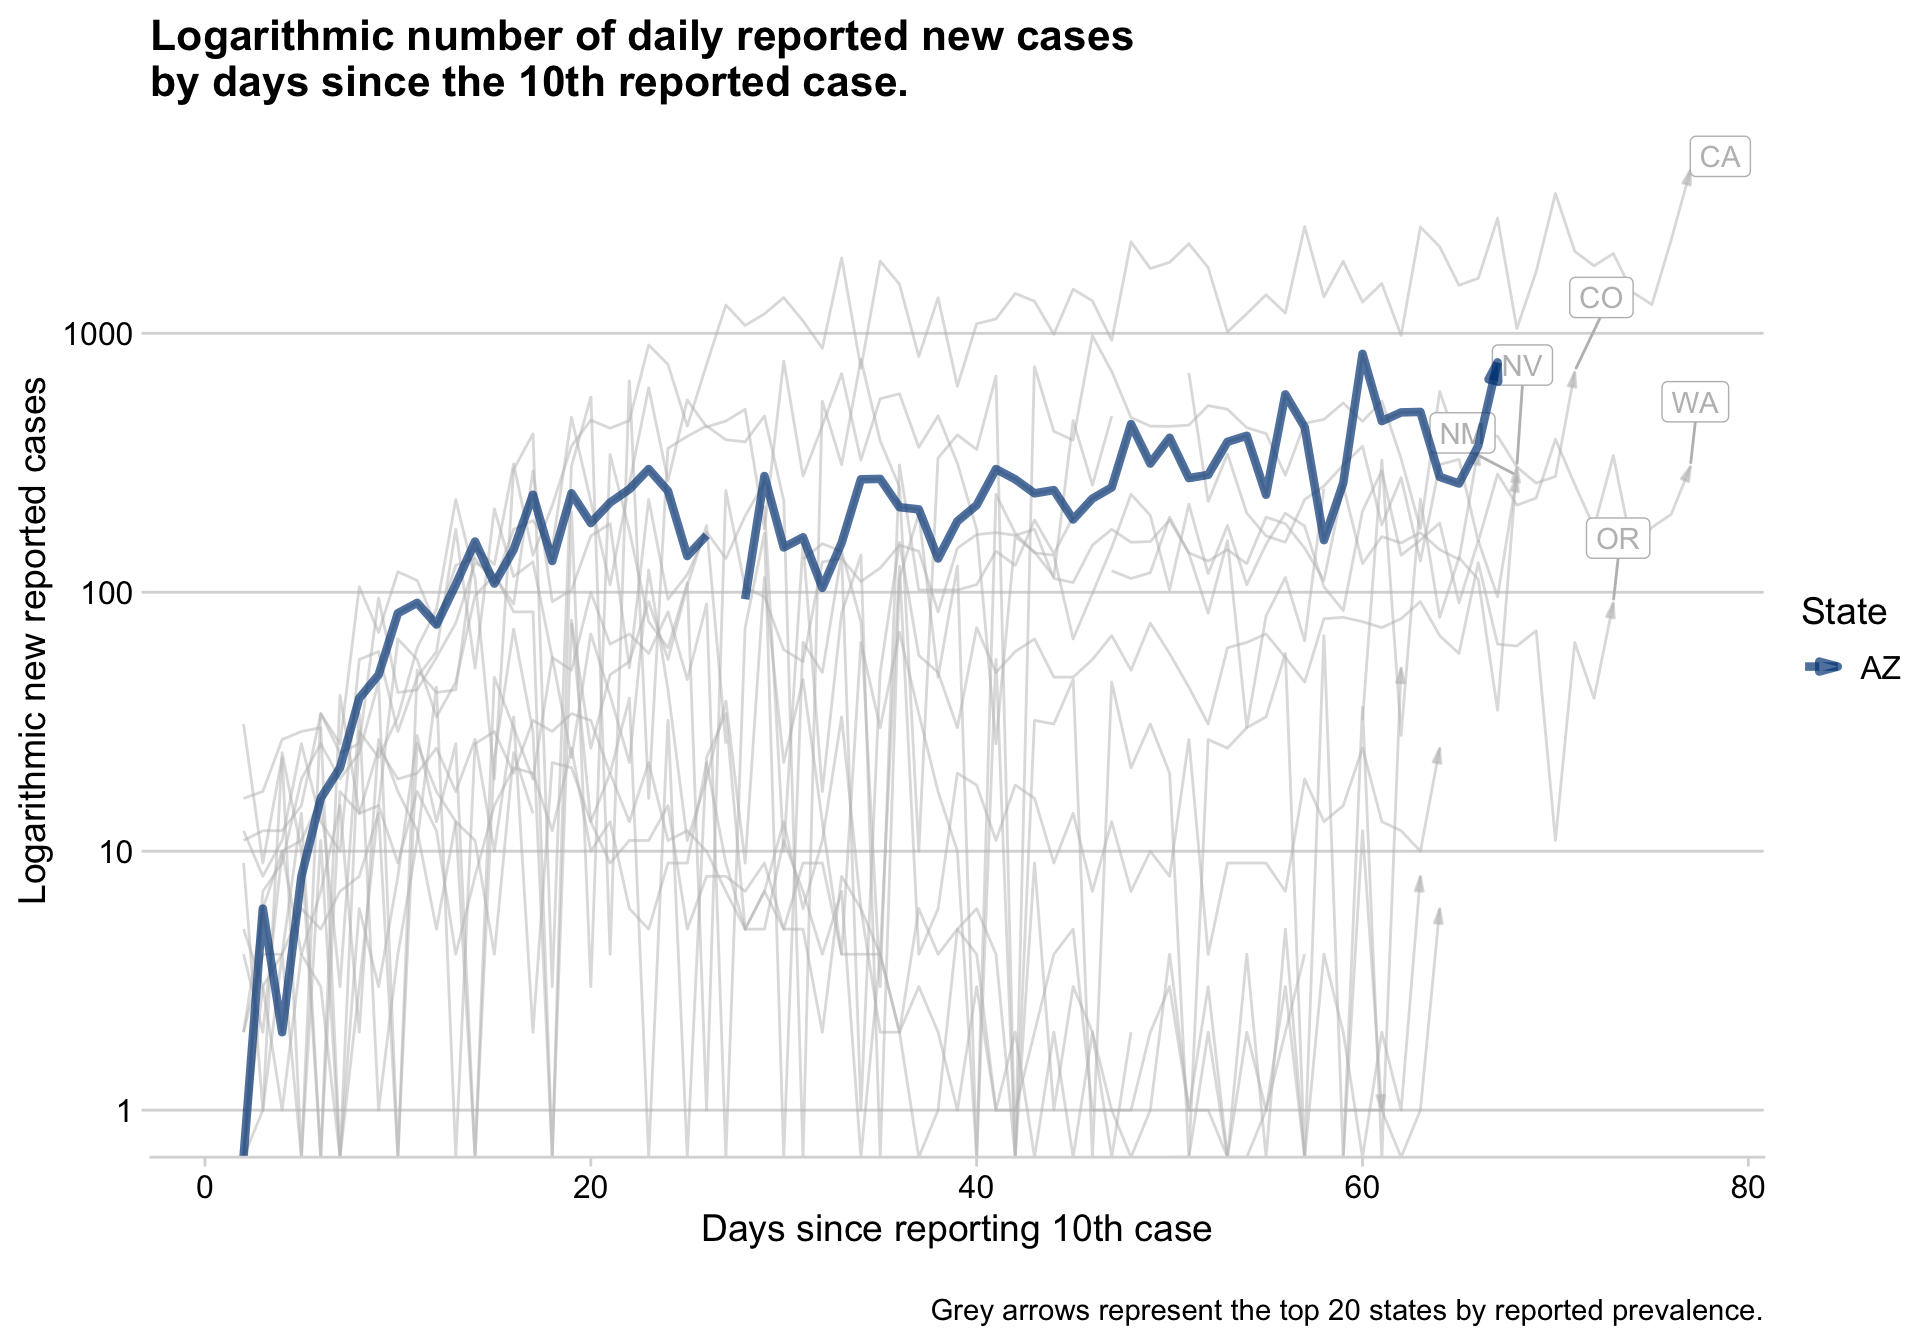 Logarithmic number of daily reported new cases
by days since the 10th reported case.
CA
CO
NV
WA
NM
OR
1000
100
10
1
Logarithmic new reported cases
0 20 40 60 80
Days since reporting 10th case
State
AZ
Grey arrows represent the top 20 states by reported prevalence.